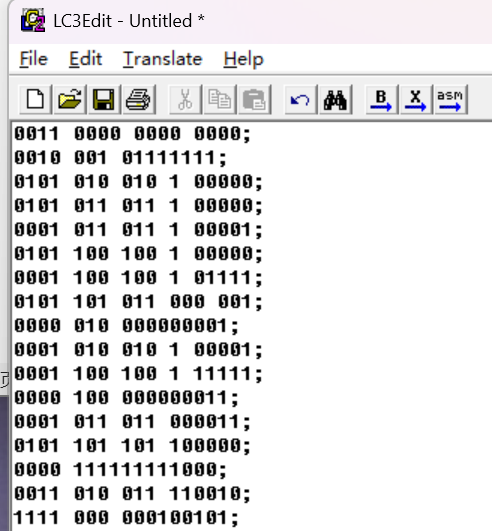 LC3Edit - Untitled *
File Edit Translate Help
B X asm
0011 0000 0000 0000;
0010 001 01111111;
0101 010 010 1 00000;
0101 011 011 1 00000;
0001 011 011 1 00001;
0101 100 100 1 00000;
0001 100 100 1 01111;
0101 101 011 000 001;
0000 010 000000001;
0001 010 010 1 00001;
0001 100 100 1 11111;
0000 100 000000011;
0001 011 011 000011;
0101 101 101 100000;
0000 111111111000;
0011 010 011 110010;
1111 000 000100101;